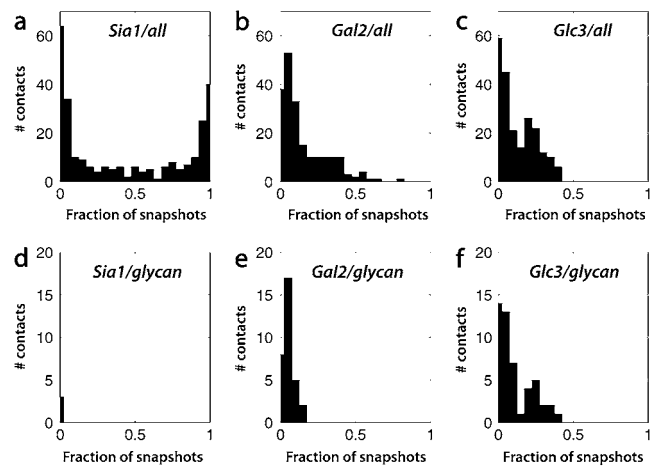 a Sia1/all b Gal2/all c Glc3/all
60 60 60
40 40 40
20 20 20
0 0 0
# contacts # contacts # contacts
0 0.5 1 0 0.5 1 0 0.5 1
Fraction of snapshots Fraction of snapshots Fraction of snapshots
d Sia1/glycan e Gal2/glycan f Glc3/glycan
20 20 20
15 15 15
10 10 10
5 5 5
0 0 0
# contacts # contacts # contacts
0 0.5 1 0 0.5 1 0 0.5 1
Fraction of snapshots Fraction of snapshots Fraction of snapshots